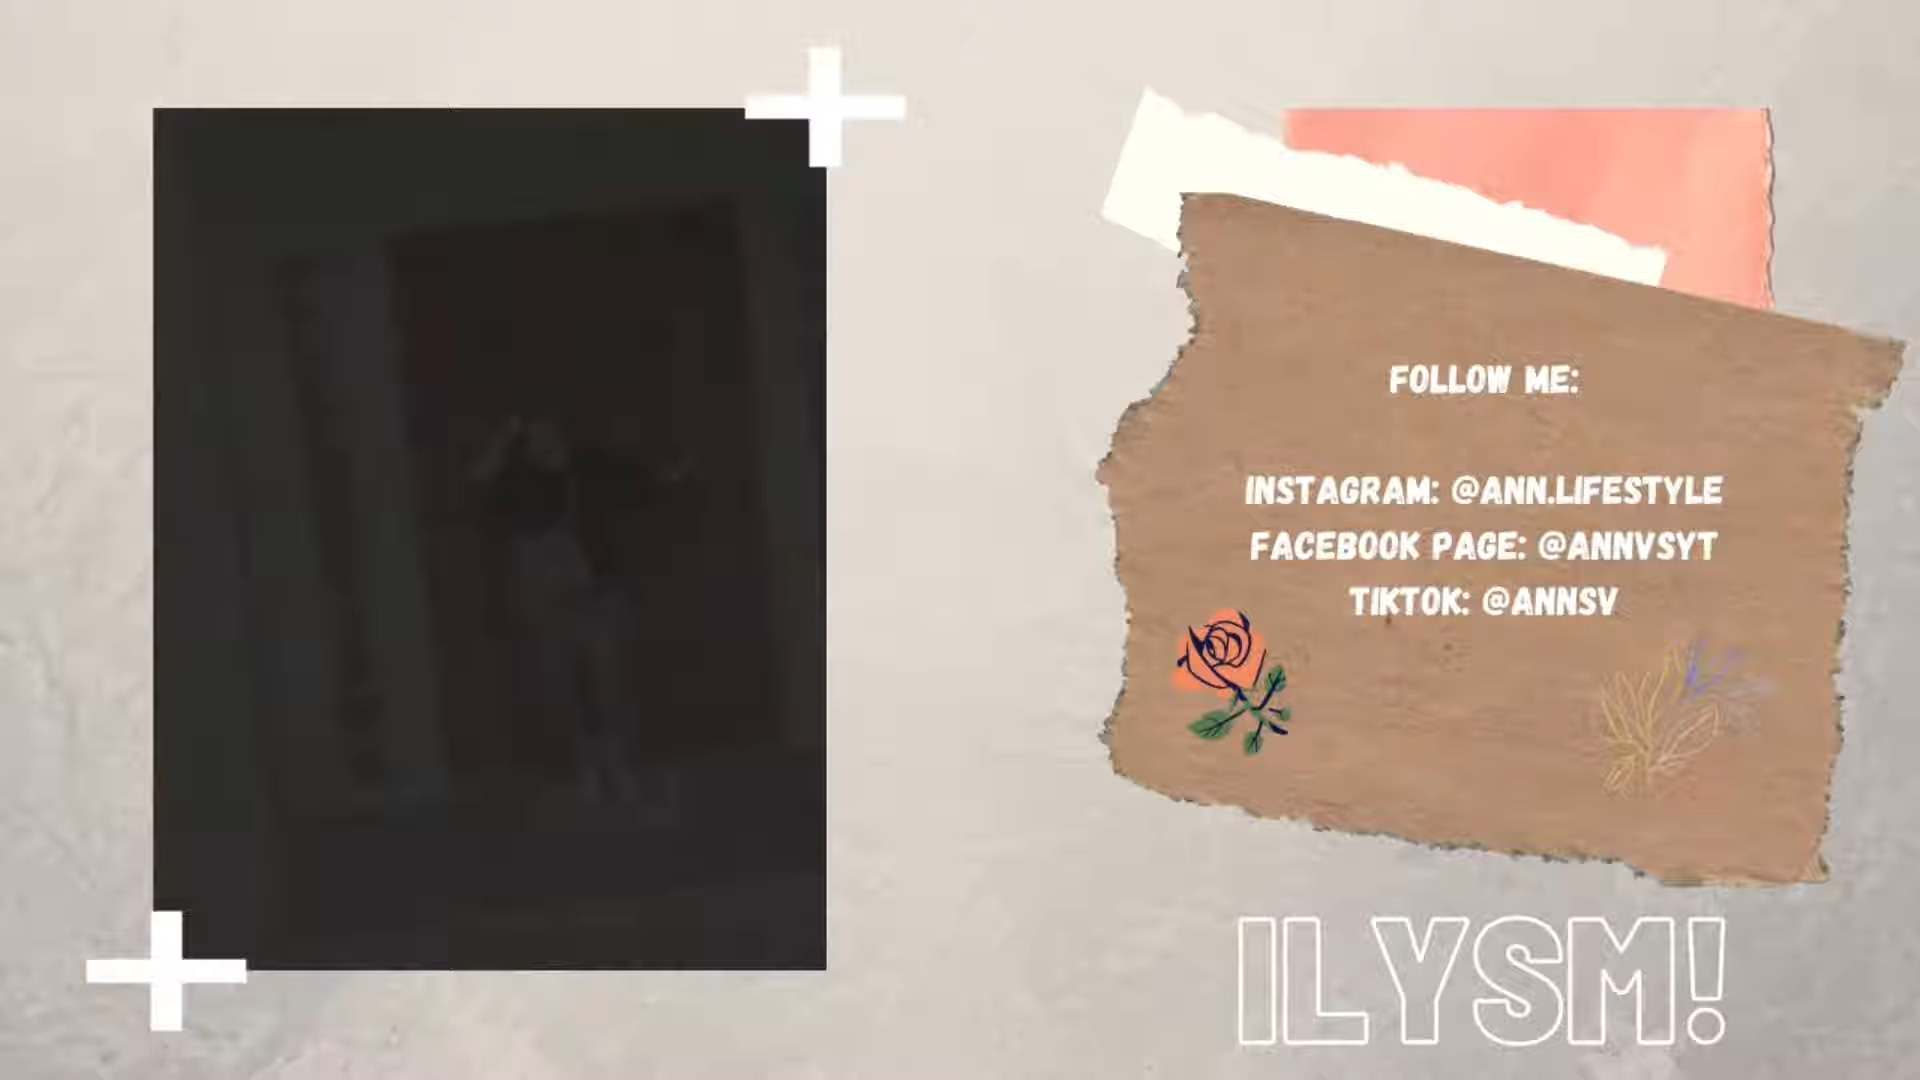 FOLLOW ME:
INSTAGRAM: @ANN.LIFESTYLE
FACEBOOK PAGE: @ANNVSYT
TIKTOK: @ANNSV
ILYSM!